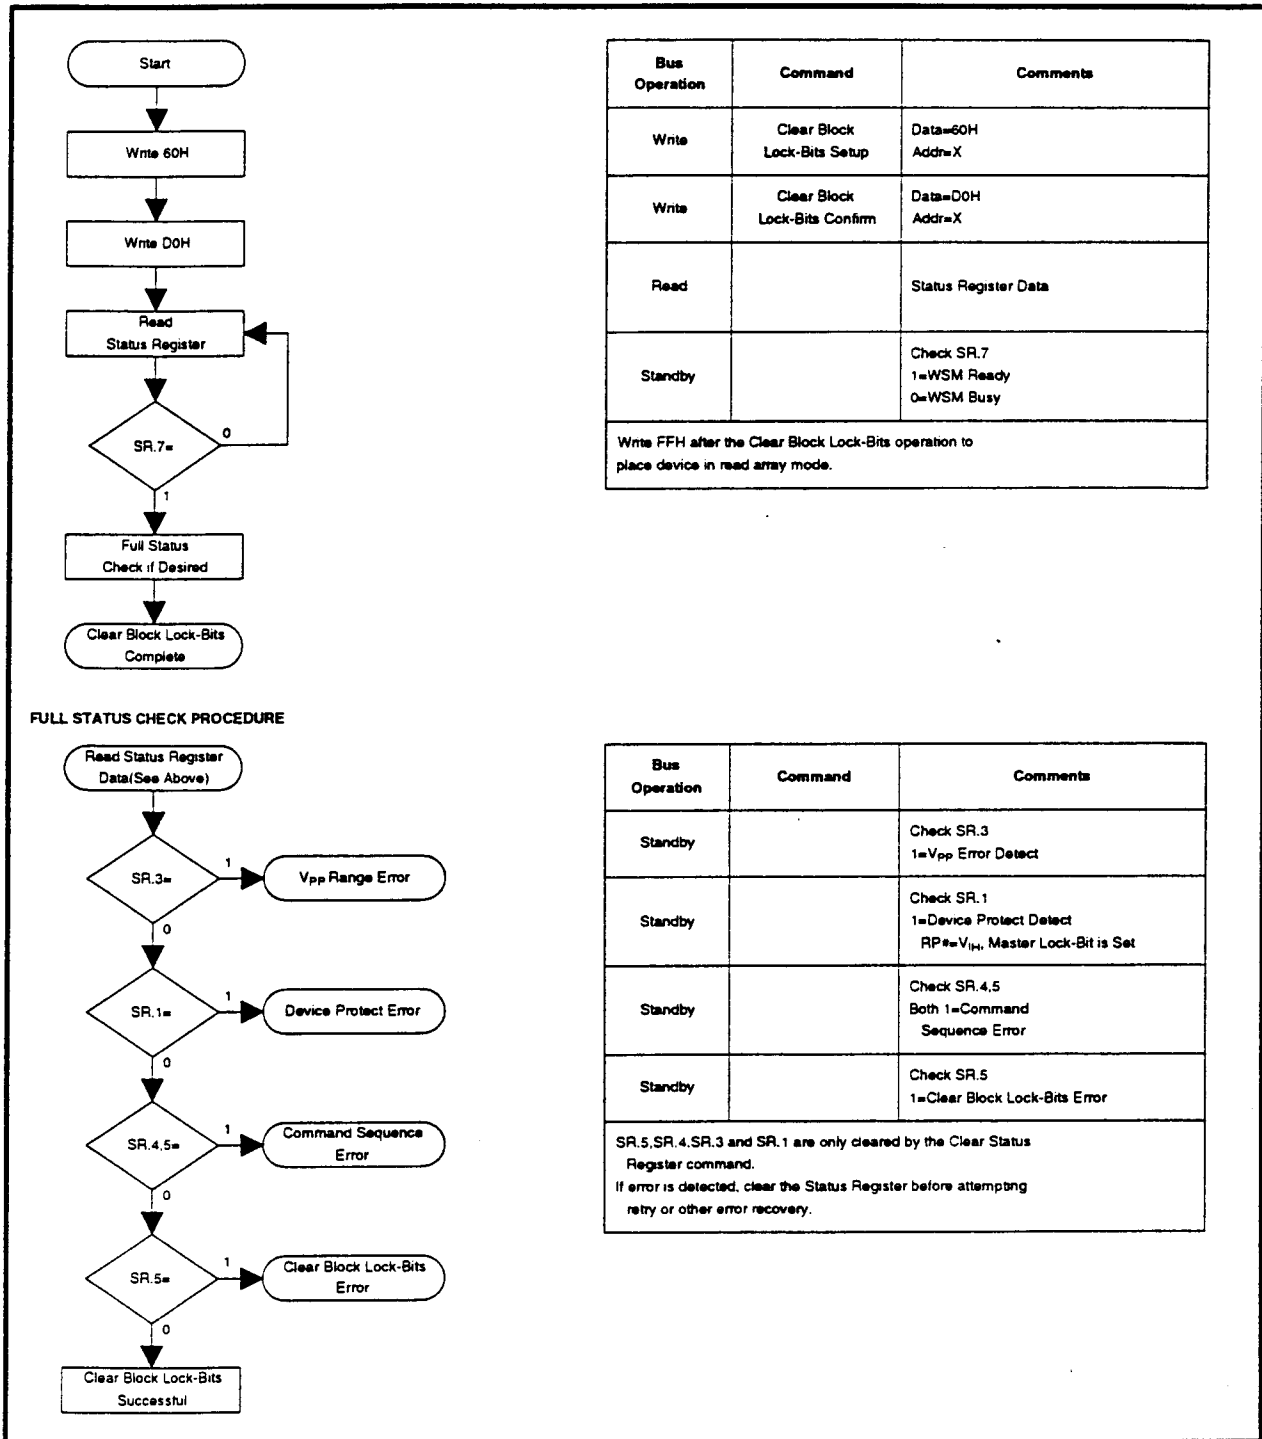 Start
Write 60H
Write D0H
Read
Status Register
SR.7=
0
1
Full Status
Check if Desired
Clear Block Lock-Bits
Complete
Bus
Operation
Command
Comments
Write
Clear Block
Lock-Bits Setup
Data=60H
Addr=X
Write
Clear Block
Lock-Bits Confirm
Data=D0H
Addr=X
Read
Status Register Data
Standby
Check SR.7
1=WSM Ready
0=WSM Busy
Write FFH after the Clear Block Lock-Bits operation to
place device in read array mode.
FULL STATUS CHECK PROCEDURE
Read Status Register
Data(See Above)
SR.3=
1
VPP Range Error
0
SR.1=
1
Device Protect Error
0
SR.4,5=
1
Command Sequence
Error
0
SR.5=
1
Clear Block Lock-Bits
Error
0
Clear Block Lock-Bits
Successful
Bus
Operation
Command
Comments
Standby
Check SR.3
1=VPP Error Detect
Standby
Check SR.1
1=Device Protect Detect
RP#=VIH, Master Lock-Bit is Set
Standby
Check SR.4,5
Both 1=Command
Sequence Error
Standby
Check SR.5
1=Clear Block Lock-Bits Error
SR.5,SR.4.SR.3 and SR.1 are only cleared by the Clear Status
Register command.
If error is detected, clear the Status Register before attempting
retry or other error recovery.